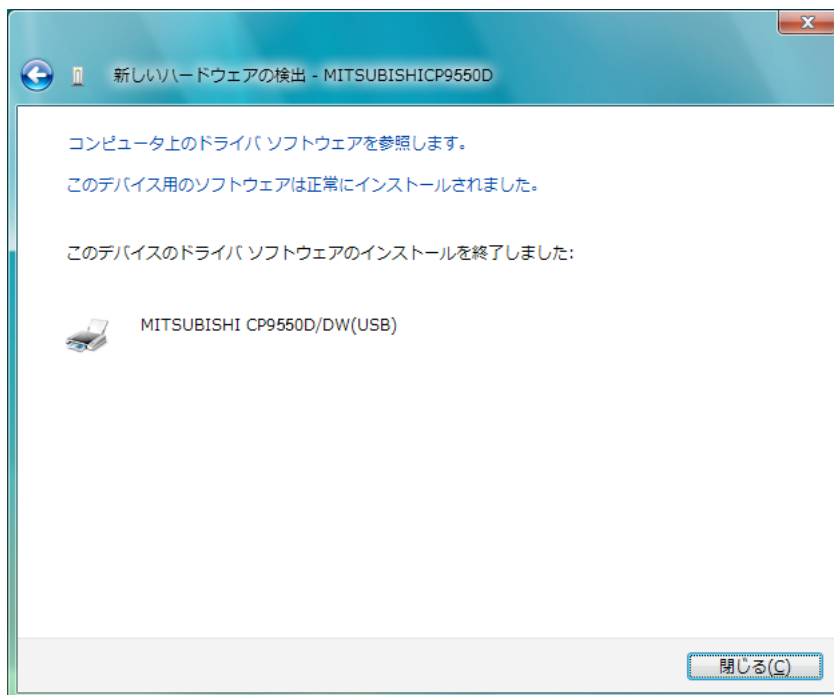 新しいハードウェアの検出 - MITSUBISHICP9550D
コンピュータ上のドライバ ソフトウェアを参照します。
このデバイス用のソフトウェアは正常にインストールされました。
このデバイスのドライバ ソフトウェアのインストールを終了しました:
MITSUBISHI CP9550D/DW(USB)
閉じる(C)